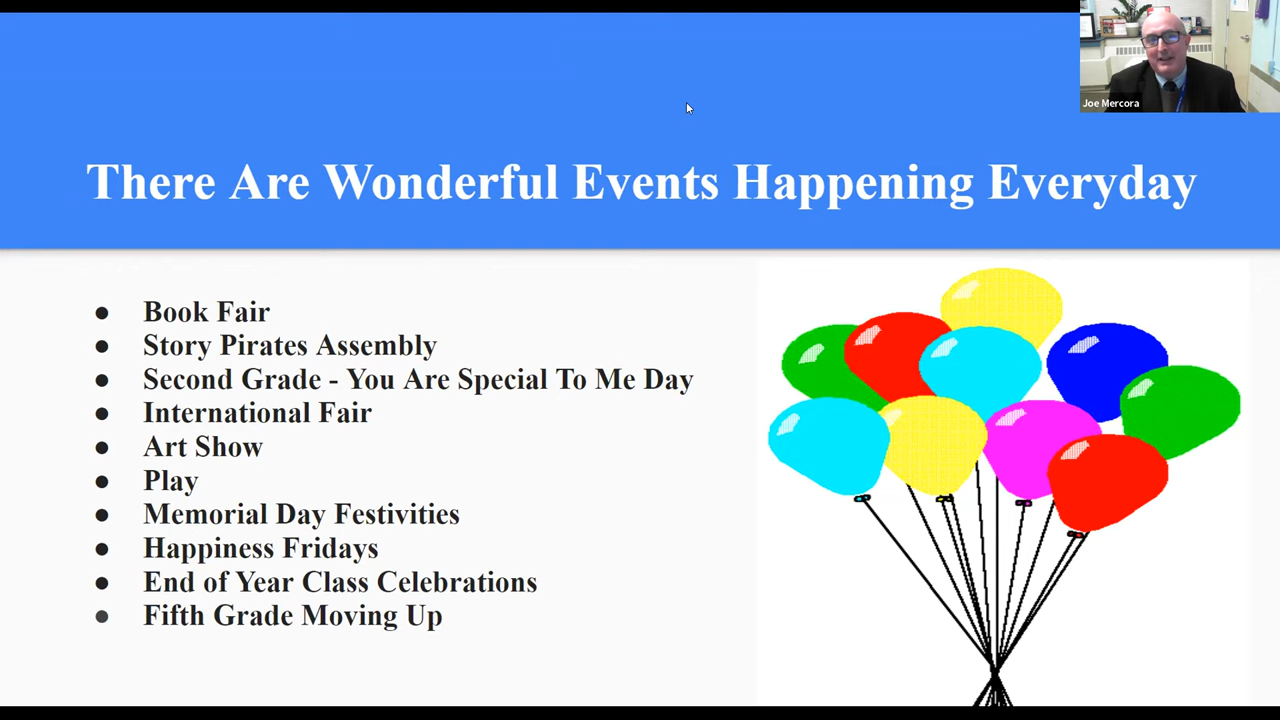 Joe Mercora
There Are Wonderful Events Happening Everyday
● Book Fair
● Story Pirates Assembly
● Second Grade - You Are Special To Me Day
● International Fair
● Art Show
● Play
● Memorial Day Festivities
● Happiness Fridays
● End of Year Class Celebrations
● Fifth Grade Moving Up